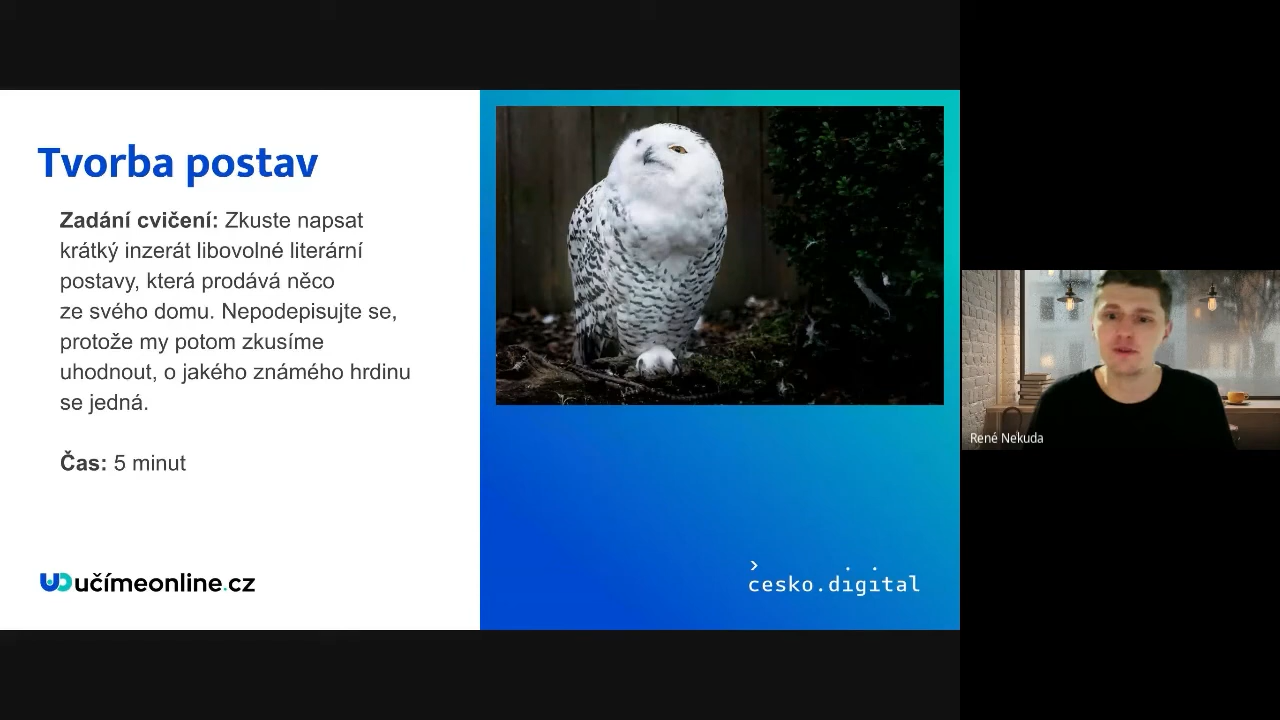 Tvorba postav
Zadání cvičení: Zkuste napsat
krátký inzerát libovolné literární
postavy, která prodává něco
ze svého domu. Nepodepisujte se,
protože my potom zkusíme
uhodnout, o jakého známého hrdinu
se jedná.
Čas: 5 minut
učímeonline.cz
česko.digital
René Nekuda